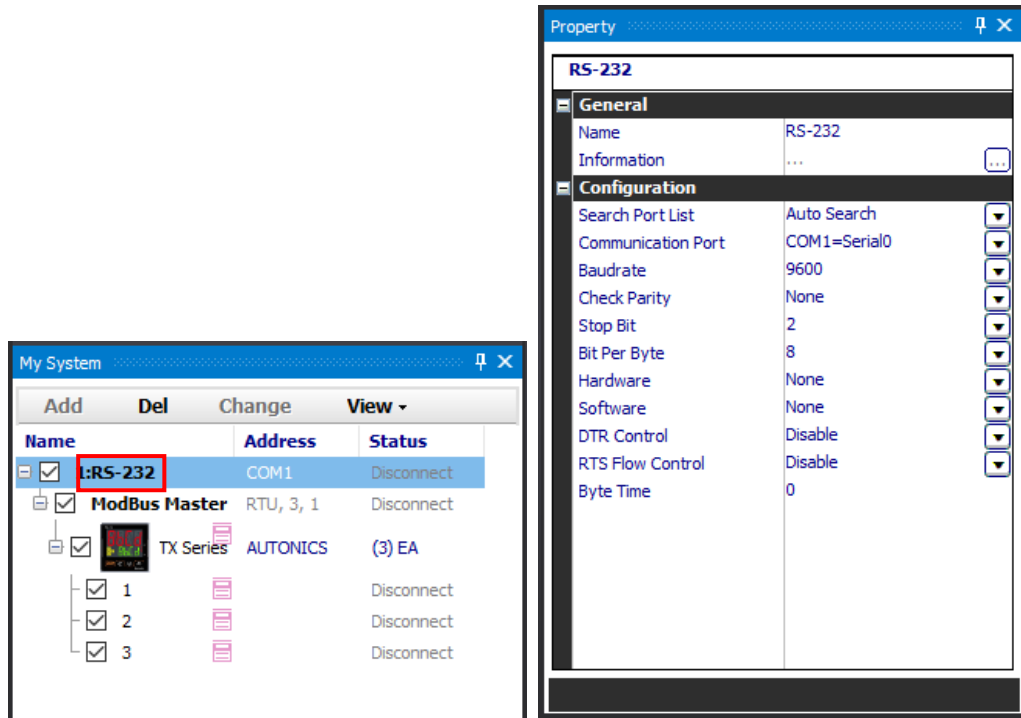 My System
Add Del Change View
Name Address Status
1:RS-232 COM1 Disconnect
ModBus Master RTU, 3, 1 Disconnect
TX Series AUTONICS (3) EA
1 Disconnect
2 Disconnect
3 Disconnect
Property
RS-232
General
Name RS-232
Information ... ...
Configuration
Search Port List Auto Search
Communication Port COM1=Serial0
Baudrate 9600
Check Parity None
Stop Bit 2
Bit Per Byte 8
Hardware None
Software None
DTR Control Disable
RTS Flow Control Disable
Byte Time 0